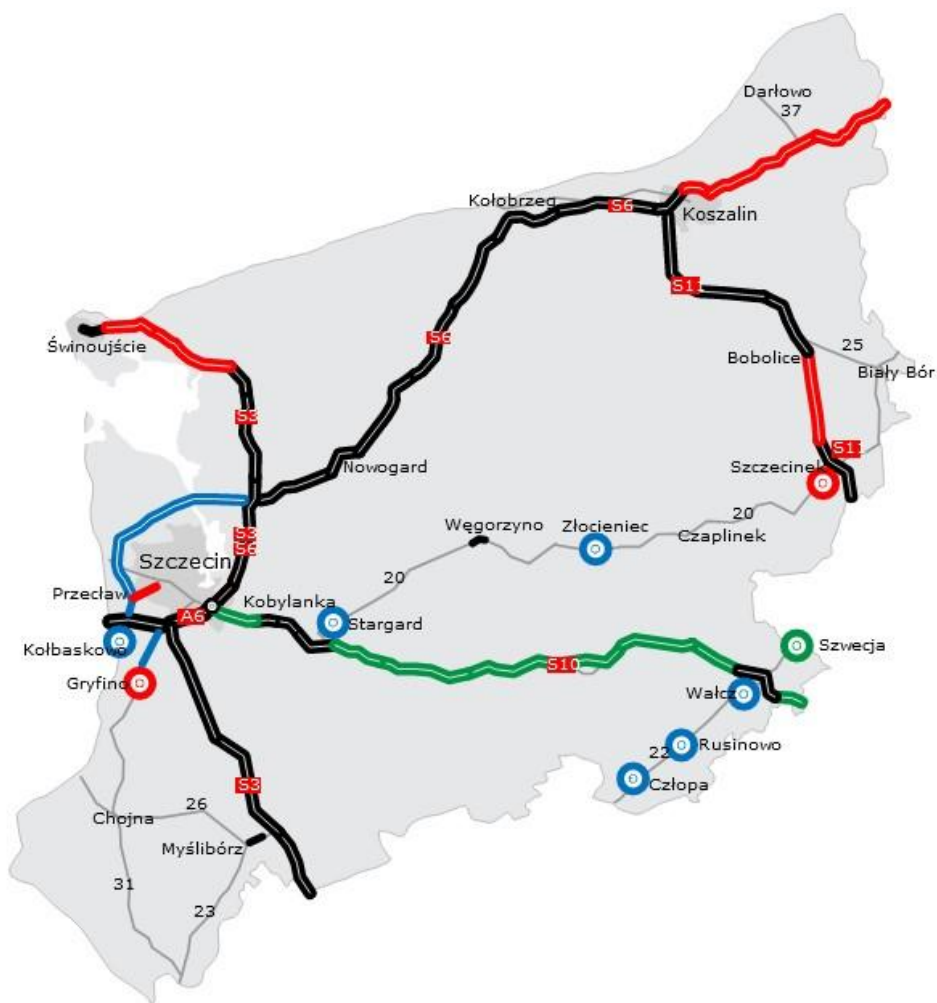 Darłowo
37
Kołobrzeg
S6
Koszalin
S11
Świnoujście
S6
25
Bobolice
Biały Bór
S3
S11
Nowogard
Szczecinek
20
Węgorzyno
Złocieniec
Czaplinek
S3
S6
Szczecin
20
Przecław
Kobylanka
A6
Stargard
Kołbaskowo
Szwecja
S10
Gryfino
Wałcz
22
Rusinowo
S3
Człopa
26
Chojna
Myślibórz
31
23